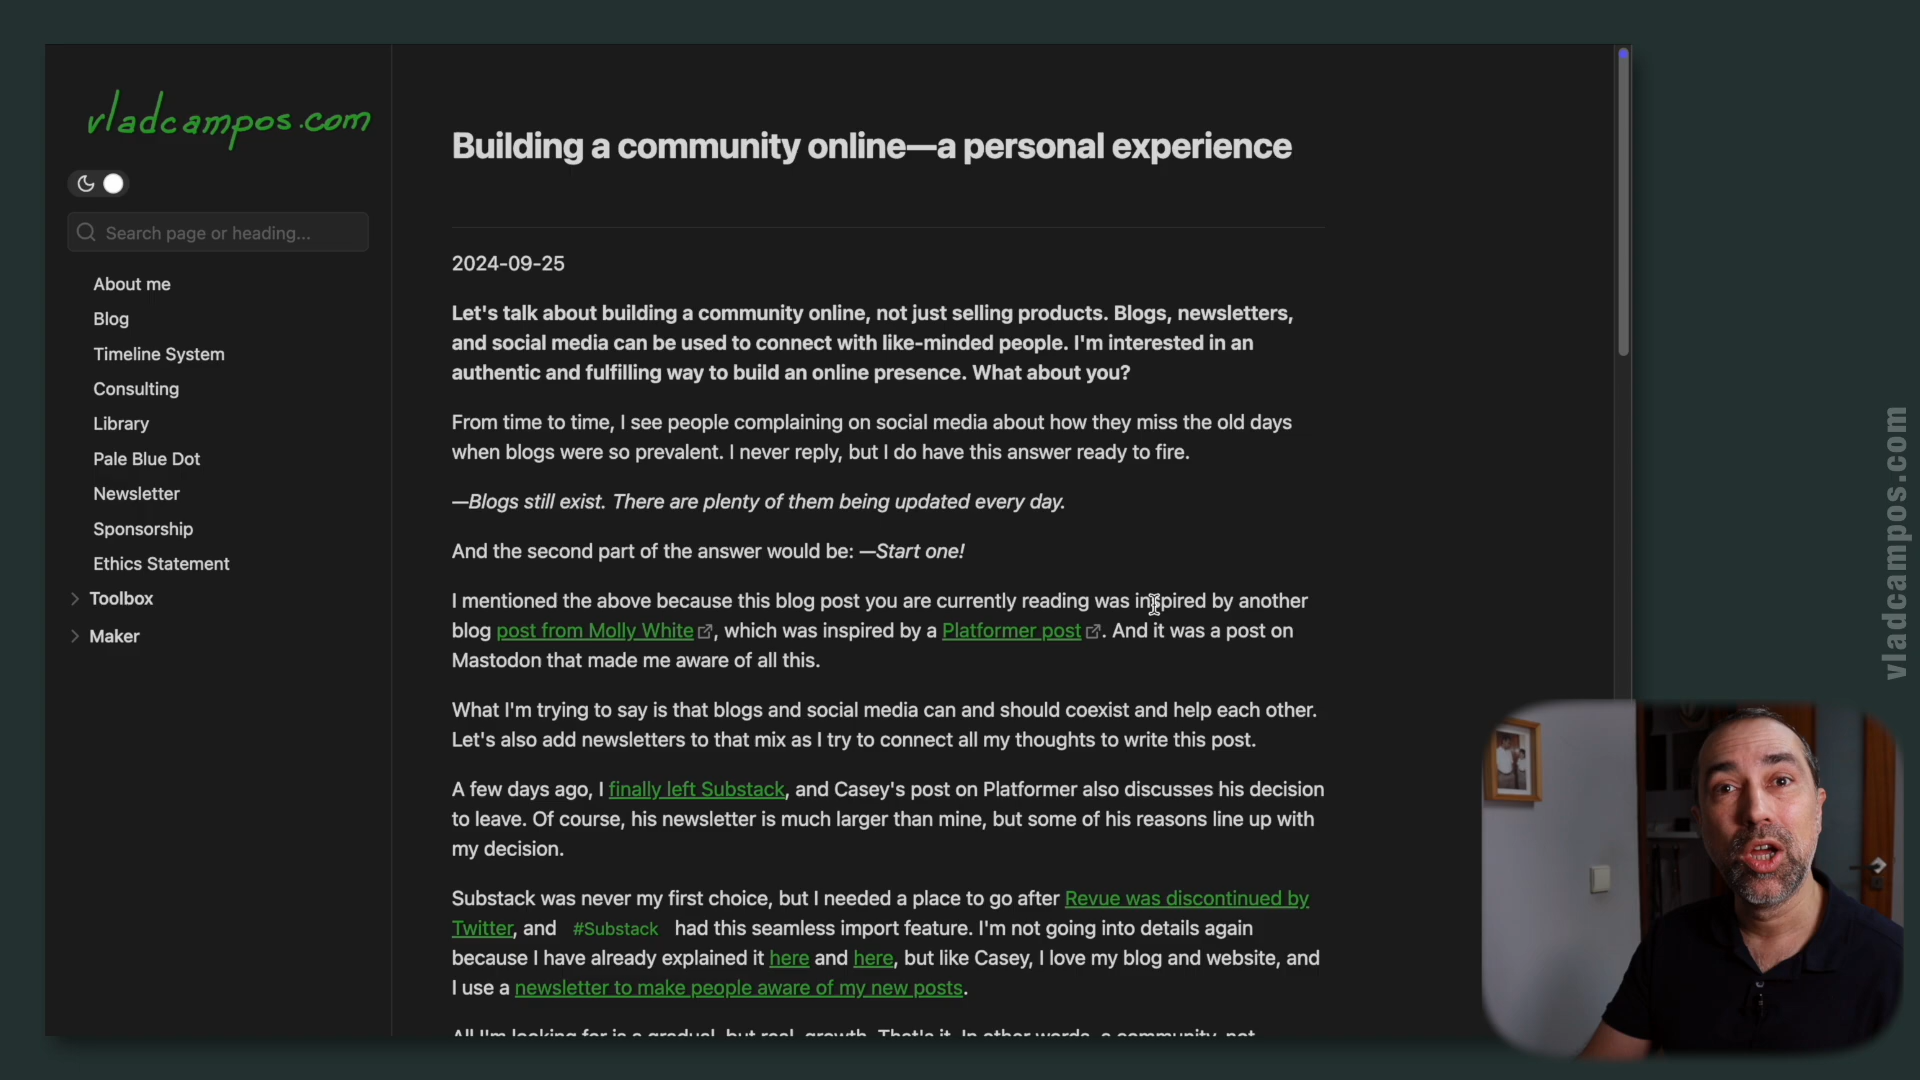 vladcampos.com
Search page or heading...
About me
Blog
Timeline System
Consulting
Library
Pale Blue Dot
Newsletter
Sponsorship
Ethics Statement
Toolbox
Maker
Building a community online—a personal experience
2024-09-25
Let's talk about building a community online, not just selling products. Blogs, newsletters,
and social media can be used to connect with like-minded people. I'm interested in an
authentic and fulfilling way to build an online presence. What about you?
From time to time, I see people complaining on social media about how they miss the old days
when blogs were so prevalent. I never reply, but I do have this answer ready to fire.
—Blogs still exist. There are plenty of them being updated every day.
And the second part of the answer would be: —Start one!
I mentioned the above because this blog post you are currently reading was inspired by another
blog post from Molly White, which was inspired by a Platformer post. And it was a post on
Mastodon that made me aware of all this.
What I'm trying to say is that blogs and social media can and should coexist and help each other.
Let's also add newsletters to that mix as I try to connect all my thoughts to write this post.
A few days ago, I finally left Substack, and Casey's post on Platformer also discusses his decision
to leave. Of course, his newsletter is much larger than mine, but some of his reasons line up with
my decision.
Substack was never my first choice, but I needed a place to go after Revue was discontinued by
Twitter, and #Substack had this seamless import feature. I'm not going into details again
because I have already explained it here and here, but like Casey, I love my blog and website, and
I use a newsletter to make people aware of my new posts.
All I'm looking for is a gradual, but real, growth. That's it. In other words, a community, not
vladcampos.com